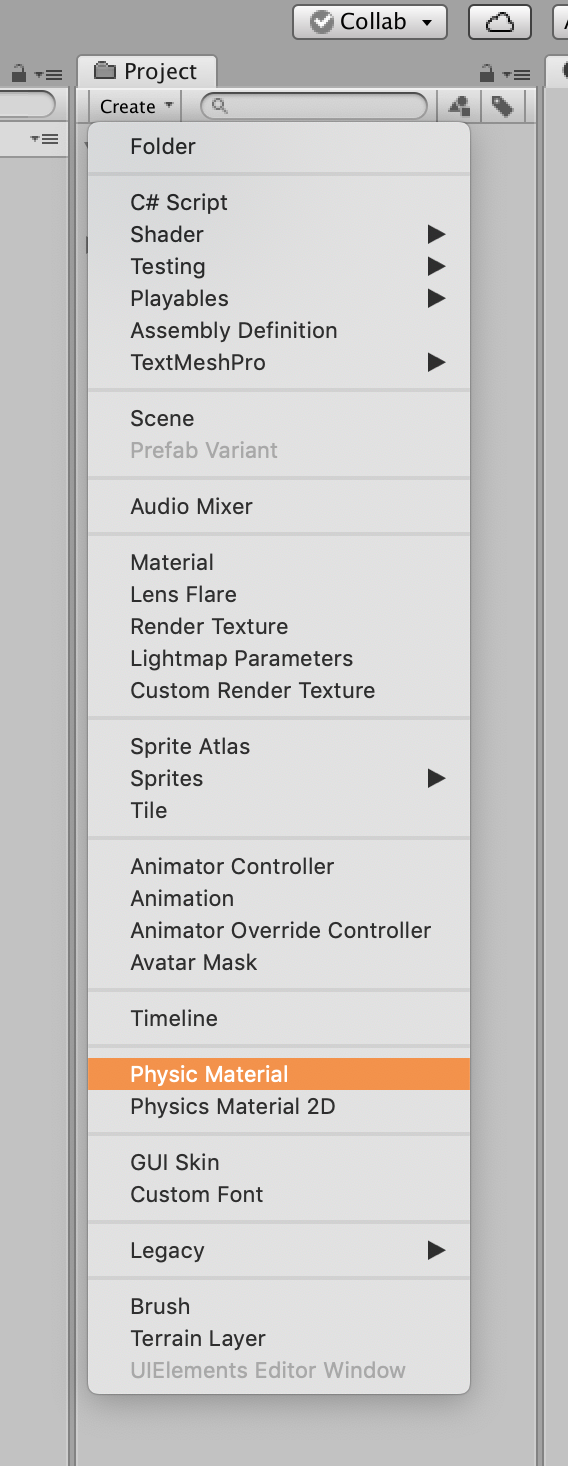 Collab
Project
Create
Folder
C# Script
Shader
Testing
Playables
Assembly Definition
TextMeshPro
Scene
Prefab Variant
Audio Mixer
Material
Lens Flare
Render Texture
Lightmap Parameters
Custom Render Texture
Sprite Atlas
Sprites
Tile
Animator Controller
Animation
Animator Override Controller
Avatar Mask
Timeline
Physic Material
Physics Material 2D
GUI Skin
Custom Font
Legacy
Brush
Terrain Layer
UIElements Editor Window